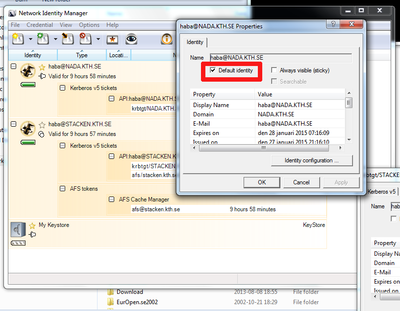 Network Identity Manager
File Credential View Options Help
Identity Type Locat...
haba@NADA.KTH.SE
Valid for 9 hours 58 minutes
Kerberos v5 tickets
API:haba@NADA.KTH.SE
krbtgt/NADA.KTH.SE
haba@STACKEN.KTH.SE
Valid for 9 hours 57 minutes
Kerberos v5 tickets
API:haba@STACKEN.K
krbtgt/STACKEN.KT
afs/stacken.kth.se
AFS tokens
AFS Cache Manager
afs@stacken.kth.se 9 hours 58 minutes
My Keystore KeyStore
haba@NADA.KTH.SE Properties
Identity
Name haba@NADA.KTH.SE
Default identity Always visible (sticky)
Searchable
Property Value
Display Name haba@NADA.KTH.SE
Domain NADA.KTH.SE
E-Mail haba@NADA.KTH.SE
Expires on den 28 januari 2015 07:16:09
Issued on den 27 januari 2015 21:16:10
Identity configuration ...
OK Cancel Apply
krbtgt/STACKEN
Kerberos v5
Name
Property
Display Name
Domain
E-Mail
Expires on
Download 2013-08-08 18:55 File folder
EurOpen.se2002 2002-10-21 18:29 File folder